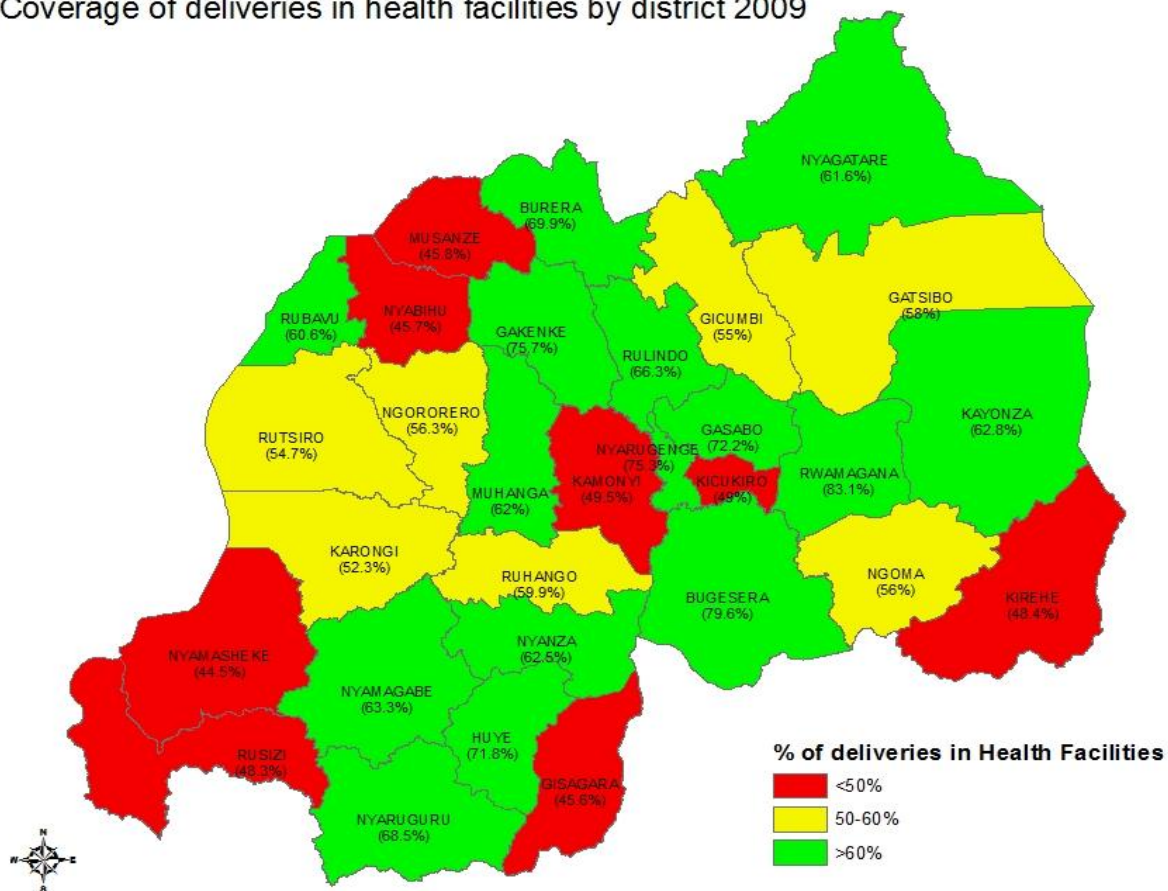 Coverage of deliveries in health facilities by district 2009
NYAGATARE
(61.6%)
BURERA
(69.9%)
MUSANZE
(45.8%)
GATSIBO
(58%)
NYABIHU
(45.7%)
RUBAVU
(60.6%)
GICUMBI
(55%)
GAKENKE
(75.7%)
RULINDO
(66.3%)
NGORORERO
(56.3%)
KAYONZA
(62.8%)
RUTSIRO
(54.7%)
GASABO
(72.2%)
NYARUGENGE
(75.3%)
RWAMAGANA
(83.1%)
KAMONYI
(49.5%)
KICUKIRO
(49%)
MUHANGA
(62%)
KARONGI
(52.3%)
RUHANGO
(59.9%)
NGOMA
(56%)
BUGESERA
(79.6%)
KIREHE
(48.4%)
NYANZA
(62.5%)
NYAMASHEKE
(44.5%)
NYAMAGABE
(63.3%)
HUYE
(71.8%)
RUSIZI
(48.3%)
GISAGARA
(45.6%)
NYARUGURU
(68.5%)
% of deliveries in Health Facilities
<50%
50-60%
>60%
N
W E
S